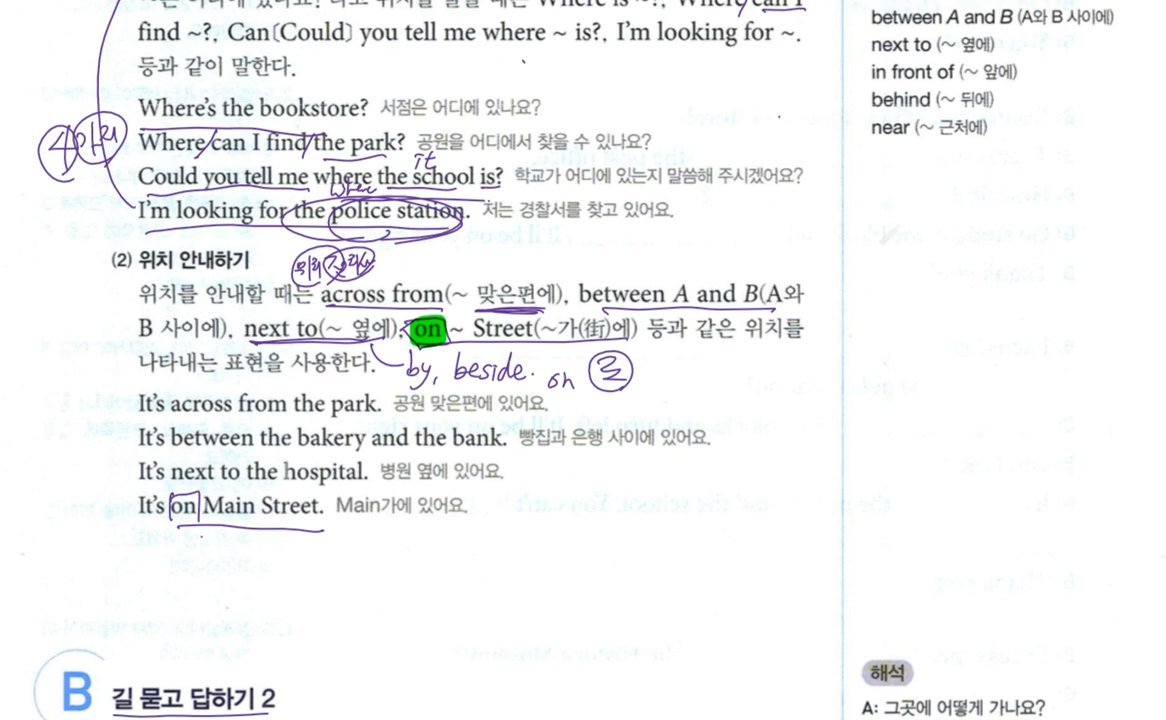 find ~?, Can(Could) you tell me where ~ is?, I'm looking for ~.
등과 같이 말한다.
Where's the bookstore? 서점은 어디에 있나요?
Where can I find the park? 공원을 어디에서 찾을 수 있나요?
it
Could you tell me where the school is? 학교가 어디에 있는지 말씀해 주시겠어요?
I'm looking for the police station. 저는 경찰서를 찾고 있어요.
(2) 위치 안내하기
위치를 안내할 때는 across from(~ 맞은편에), between A and B(A와
B 사이에), next to(~ 옆에), on ~ Street(~가(街)에) 등과 같은 위치를
나타내는 표현을 사용한다.
by, beside. on
It's across from the park. 공원 맞은편에 있어요.
It's between the bakery and the bank. 빵집과 은행 사이에 있어요.
It's next to the hospital. 병원 옆에 있어요.
It's on Main Street. Main가에 있어요.
B 길 묻고 답하기 2
between A and B (A와 B 사이에)
next to (~ 옆에)
in front of (~ 앞에)
behind (~ 뒤에)
near (~ 근처에)
해석
A: 그곳에 어떻게 가나요?